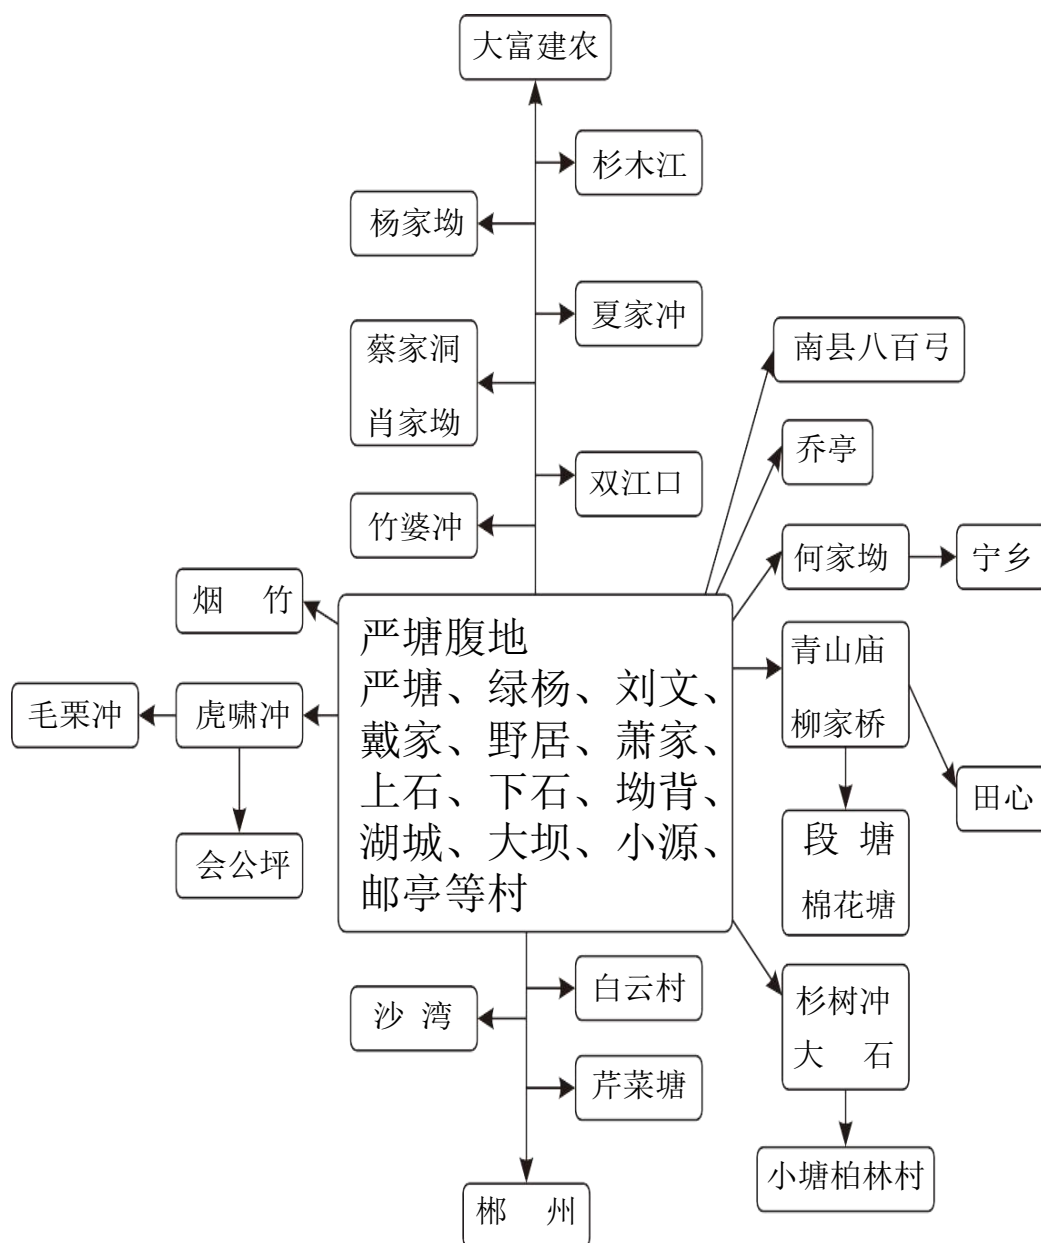 大富建农
杉木江
杨家坳
夏家冲
蔡家洞
肖家坳
南县八百弓
乔亭
双江口
竹婆冲
何家坳
宁乡
烟 竹
严塘腹地
严塘、绿杨、刘文、
戴家、野居、萧家、
上石、下石、坳背、
湖城、大坝、小源、
邮亭等村
青山庙
柳家桥
毛栗冲
虎啸冲
田心
会公坪
段 塘
棉花塘
白云村
沙 湾
杉树冲
大 石
芹菜塘
小塘柏林村
郴 州